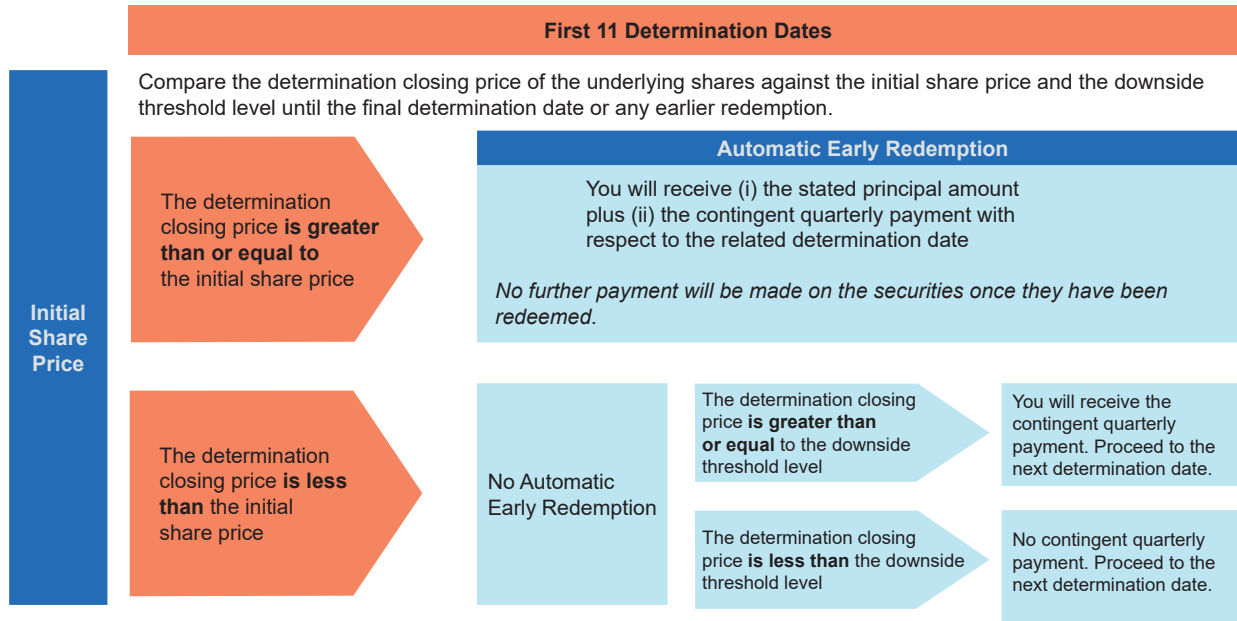 First 11 Determination Dates
Initial
Share
Price
Compare the determination closing price of the underlying shares against the initial share price and the downside
threshold level until the final determination date or any earlier redemption.
The determination
closing price is greater
than or equal to
the initial share price
Automatic Early Redemption
You will receive (i) the stated principal amount
plus (ii) the contingent quarterly payment with
respect to the related determination date
No further payment will be made on the securities once they have been
redeemed.
The determination
closing price is less
than the initial
share price
No Automatic
Early Redemption
The determination closing
price is greater than
or equal to the downside
threshold level
You will receive the
contingent quarterly
payment. Proceed to the
next determination date.
The determination closing
price is less than the downside
threshold level
No contingent quarterly
payment. Proceed to the
next determination date.